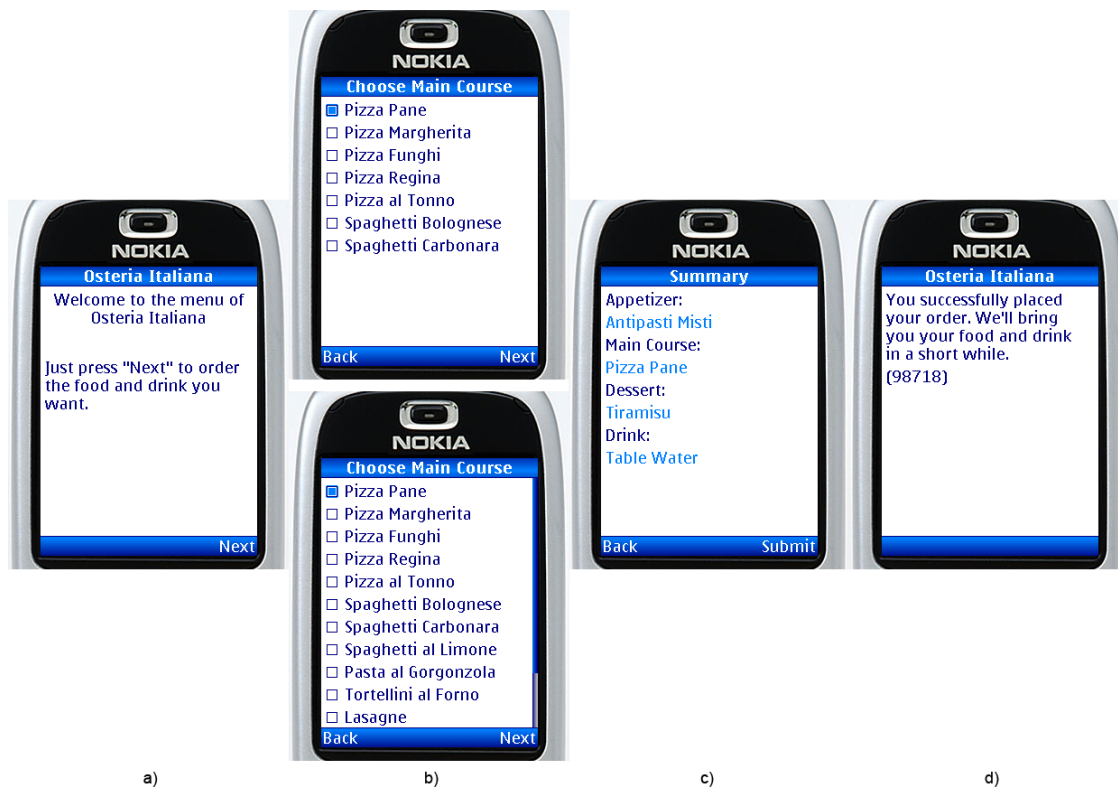 NOKIA
Osteria Italiana
Welcome to the menu of
Osteria Italiana
Just press "Next" to order
the food and drink you
want.
Next
a)
NOKIA
Choose Main Course
Pizza Pane
Pizza Margherita
Pizza Funghi
Pizza Regina
Pizza al Tonno
Spaghetti Bolognese
Spaghetti Carbonara
Back Next
NOKIA
Choose Main Course
Pizza Pane
Pizza Margherita
Pizza Funghi
Pizza Regina
Pizza al Tonno
Spaghetti Bolognese
Spaghetti Carbonara
Spaghetti al Limone
Pasta al Gorgonzola
Tortellini al Forno
Lasagne
Back Next
b)
NOKIA
Summary
Appetizer:
Antipasti Misti
Main Course:
Pizza Pane
Dessert:
Tiramisu
Drink:
Table Water
Back Submit
c)
NOKIA
Osteria Italiana
You successfully placed
your order. We'll bring
you your food and drink
in a short while.
(98718)
d)